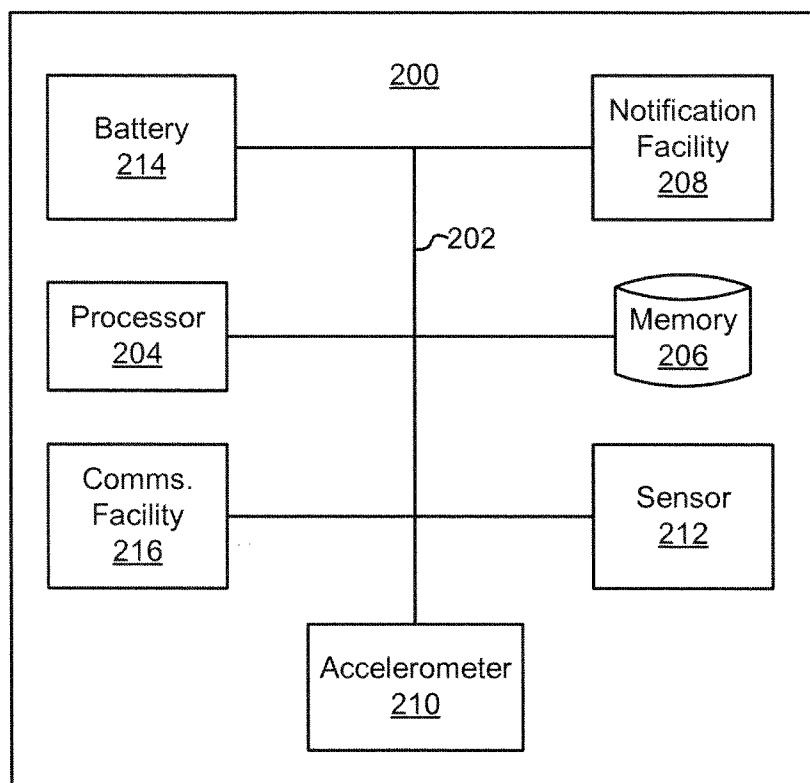 200
Battery
214
Notification
Facility
208
202
Processor
204
Memory
206
Comms.
Facility
216
Sensor
212
Accelerometer
210